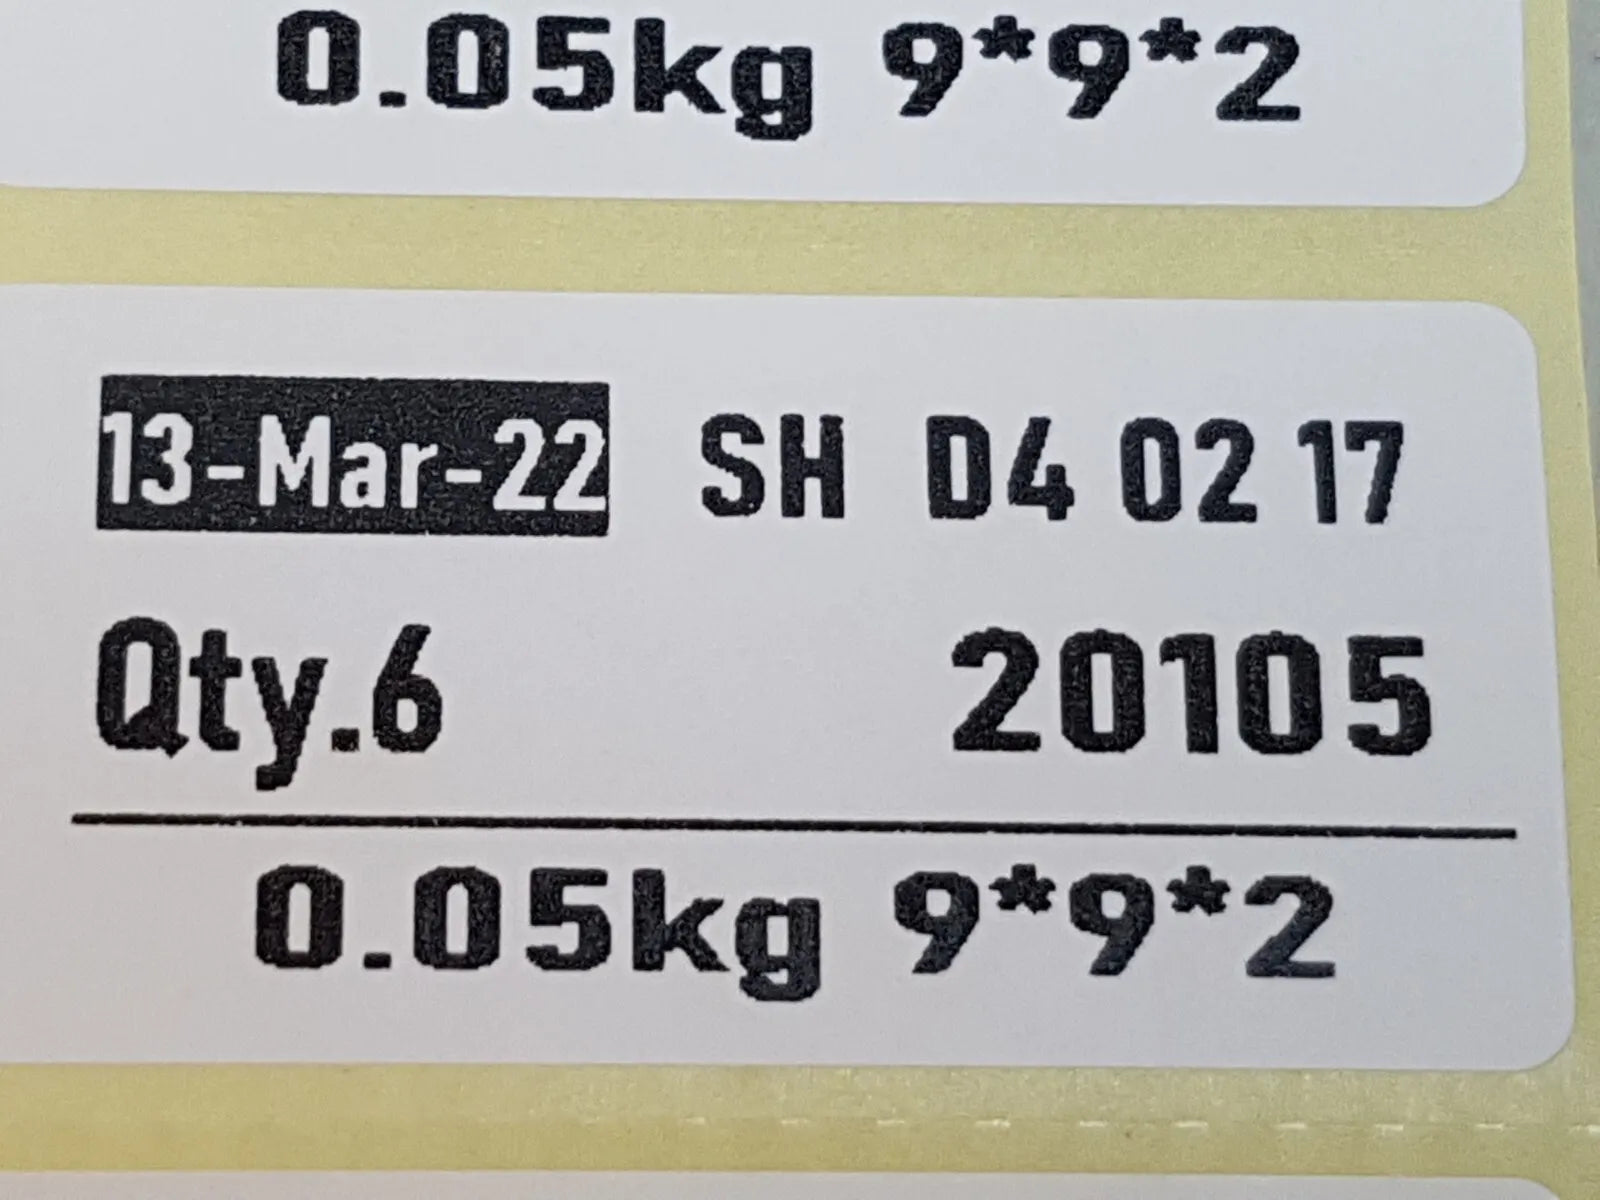 0.05kg 9*9*2
13-Mar-22 SH D4 02 17
Qty.6 20105
0.05kg 9*9*2